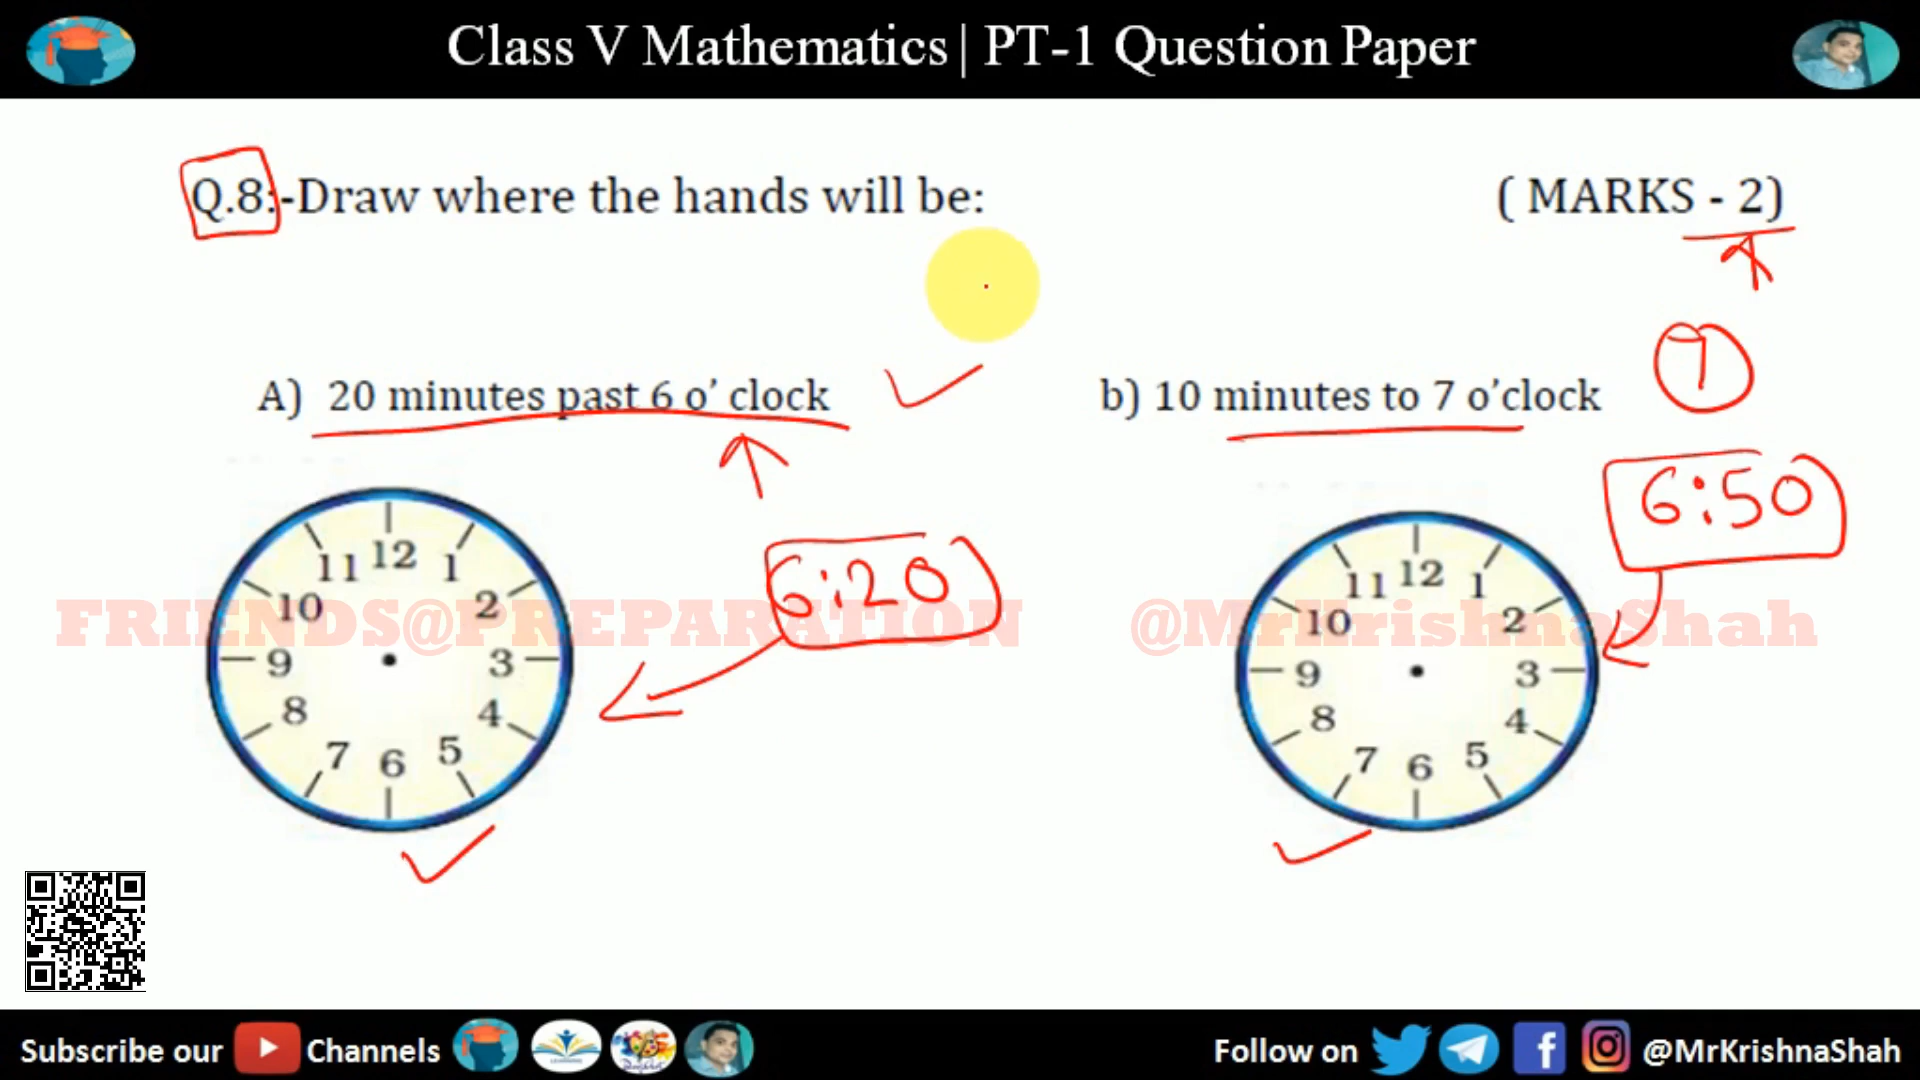 Class V Mathematics| PT-1 Question Paper
Q.8:-Draw where the hands will be:
( MARKS - 2)
7
A) 20 minutes past 6 o' clock
b) 10 minutes to 7 o'clock
6:50
6:20
11 12 1
10 2
9 3
8 4
7 6 5
11 12 1
10 2
9 3
8 4
7 6 5
FRIENDS@PREPARATION
@MrKrishnaShah
Subscribe our Channels
Follow on @MrKrishnaShah